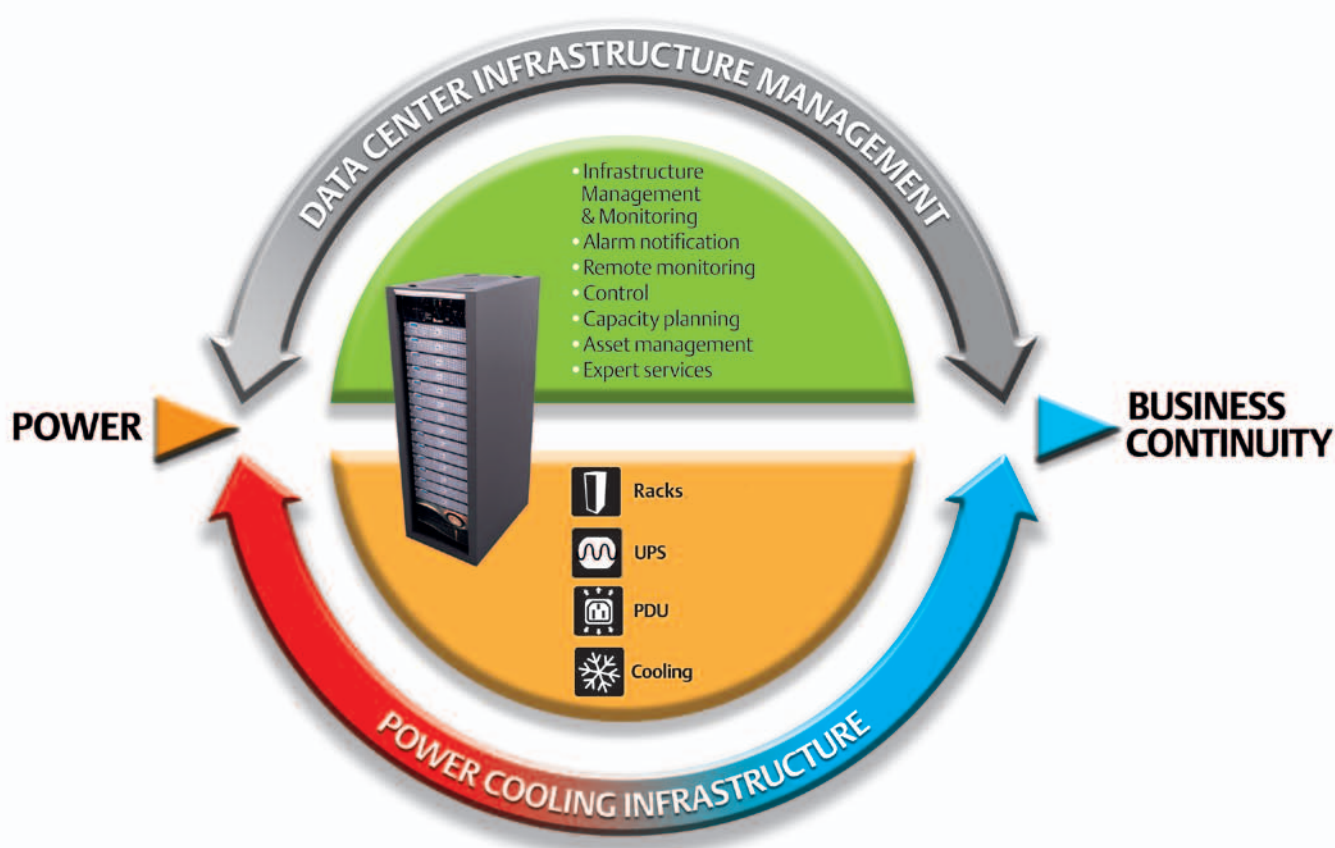 DATA CENTER INFRASTRUCTURE MANAGEMENT
• Infrastructure
Management
& Monitoring
• Alarm notification
• Remote monitoring
• Control
• Capacity planning
• Asset management
• Expert services
POWER
BUSINESS
CONTINUITY
Racks
UPS
PDU
Cooling
POWER COOLING INFRASTRUCTURE